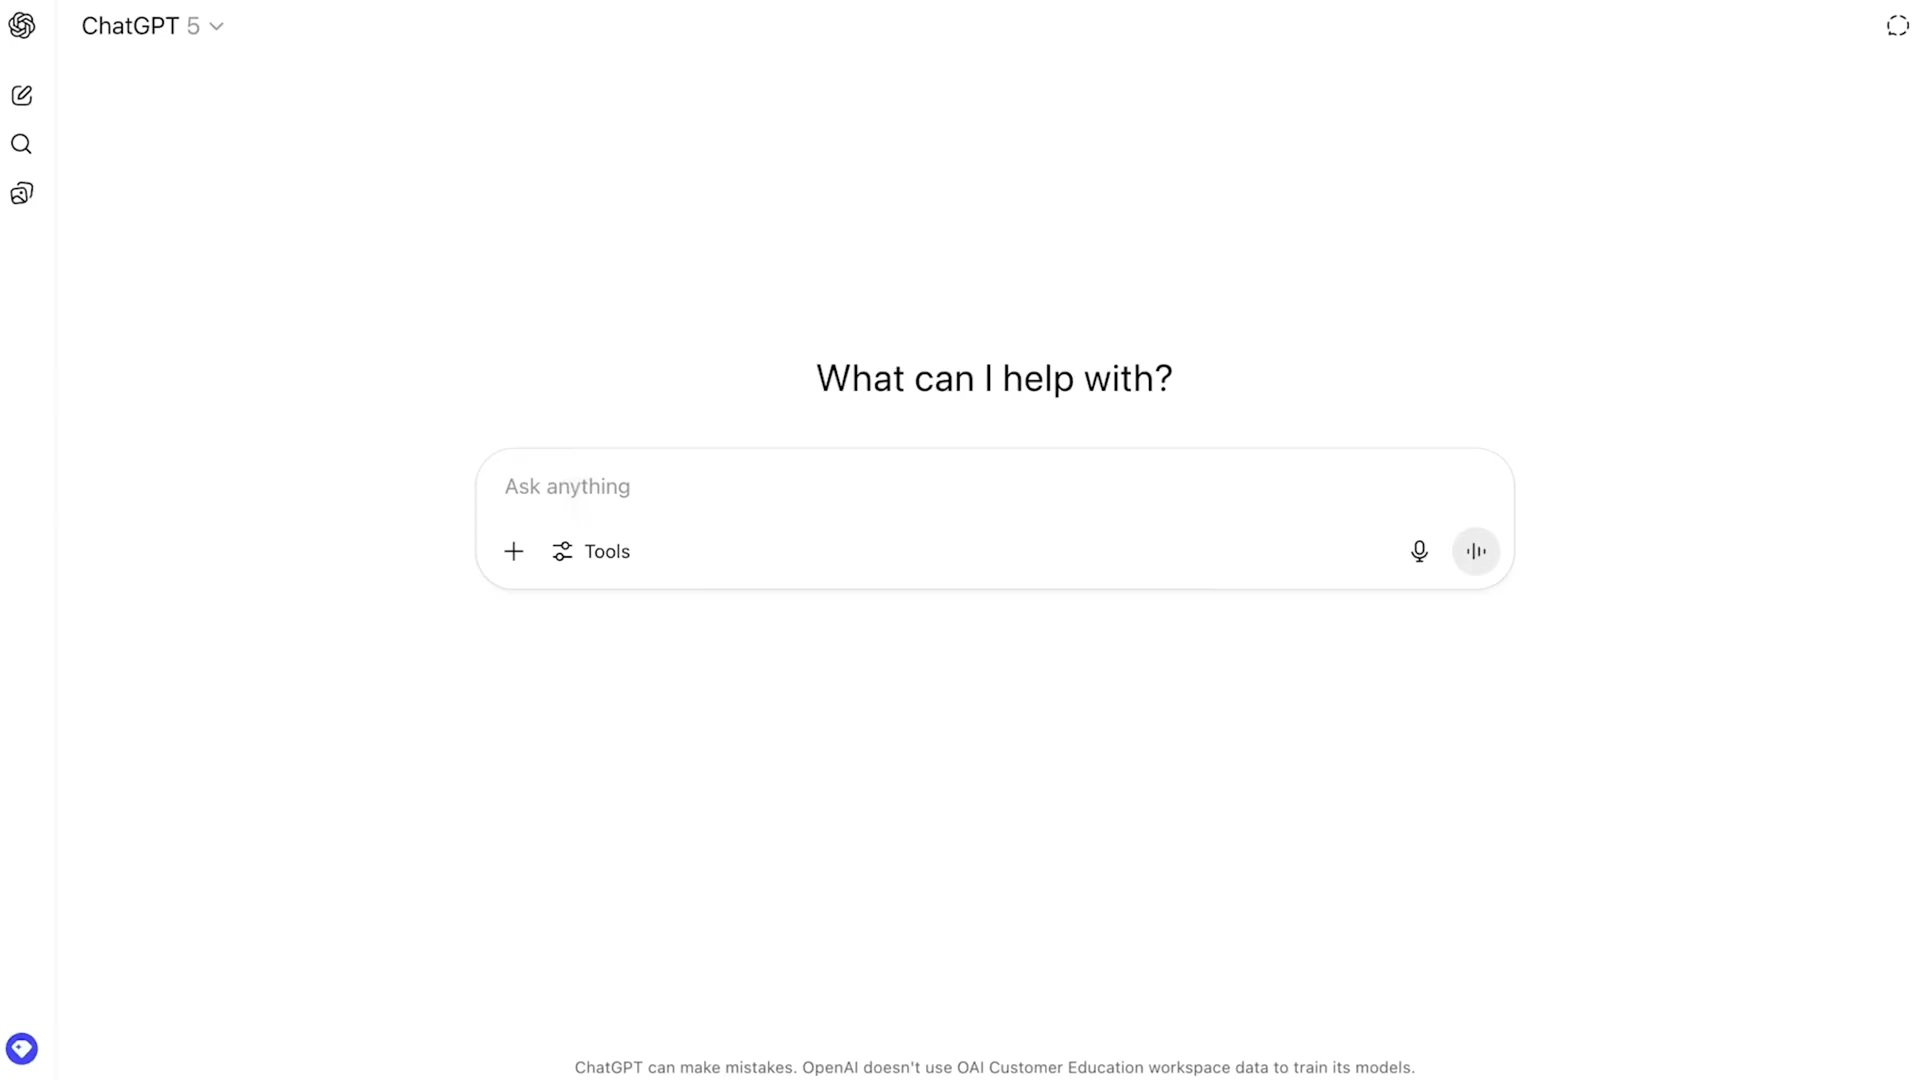 ChatGPT 5
What can I help with?
Ask anything
Tools
ChatGPT can make mistakes. OpenAI doesn't use OAI Customer Education workspace data to train its models.